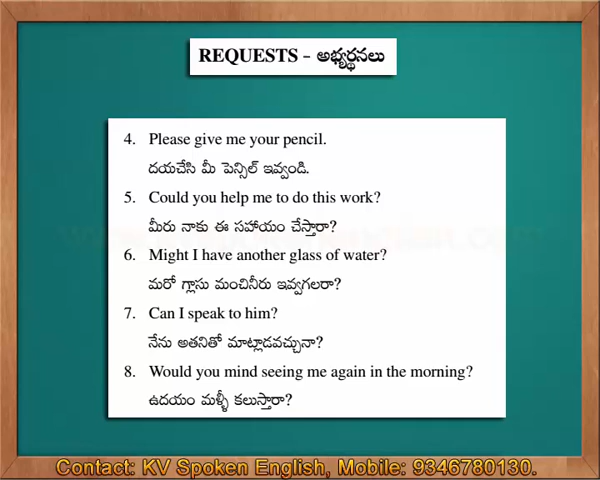 REQUESTS - అభ్యర్థనలు
4. Please give me your pencil.
దయచేసి మీ పెన్సిల్ ఇవ్వండి.
5. Could you help me to do this work?
మీరు నాకు ఈ సహాయం చేస్తారా?
6. Might I have another glass of water?
మరో గ్లాసు మంచినీరు ఇవ్వగలరా?
7. Can I speak to him?
నేను అతనితో మాట్లాడవచ్చునా?
8. Would you mind seeing me again in the morning?
ఉదయం మళ్ళీ కలుస్తారా?
Contact: KV Spoken English, Mobile: 9346780130.